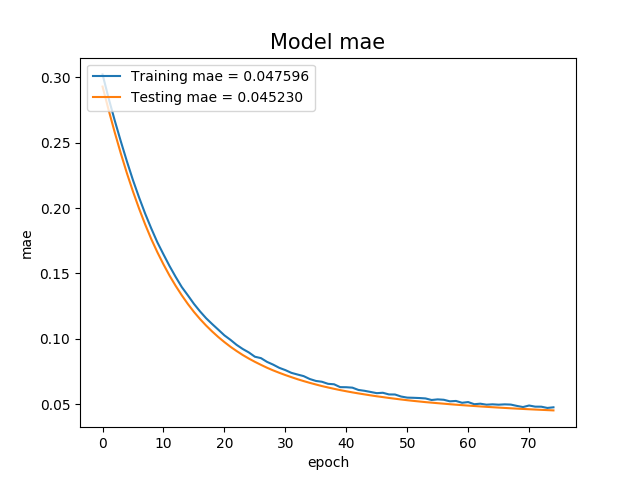 Model mae
Training mae = 0.047596
Testing mae = 0.045230
0.30
0.25
0.20
0.15
0.10
0.05
mae
0 10 20 30 40 50 60 70
epoch